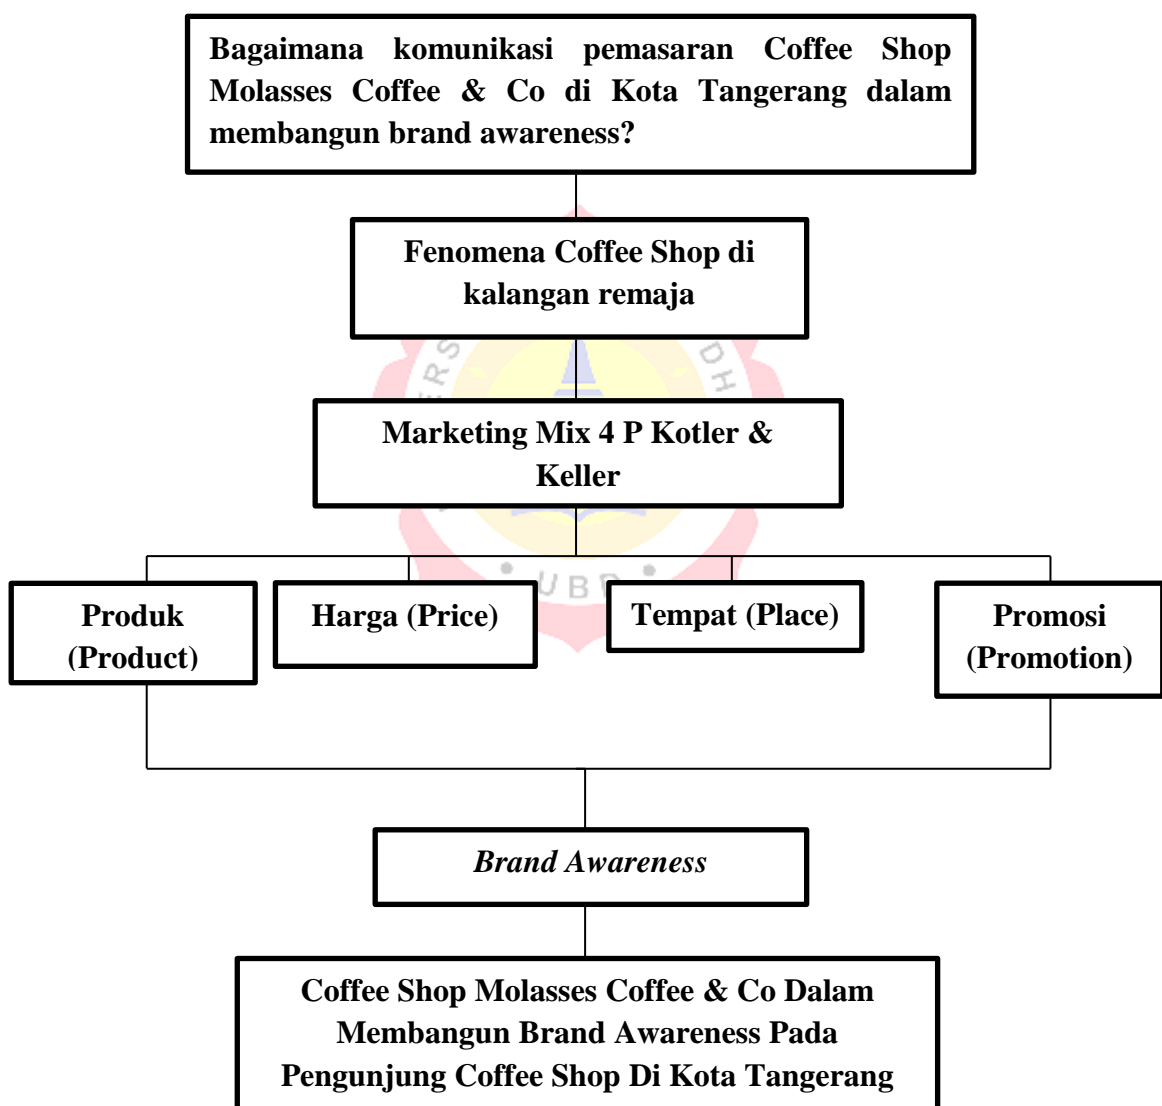 Bagaimana komunikasi pemasaran Coffee Shop
Molasses Coffee & Co di Kota Tangerang dalam
membangun brand awareness?
Fenomena Coffee Shop di
kalangan remaja
Marketing Mix 4 P Kotler &
Keller
Produk
(Product)
Harga (Price)
Tempat (Place)
Promosi
(Promotion)
Brand Awareness
Coffee Shop Molasses Coffee & Co Dalam
Membangun Brand Awareness Pada
Pengunjung Coffee Shop Di Kota Tangerang